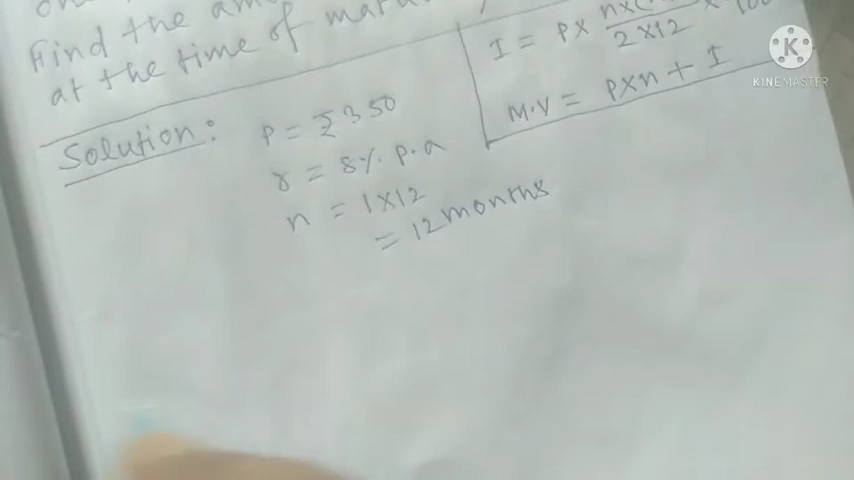 Find the
at the time of
I = P×
2×12
M.V = P×n + I
Solution: P = ₹350
r = 8% p.a
n = 1×12
= 12 months
KINEMASTER